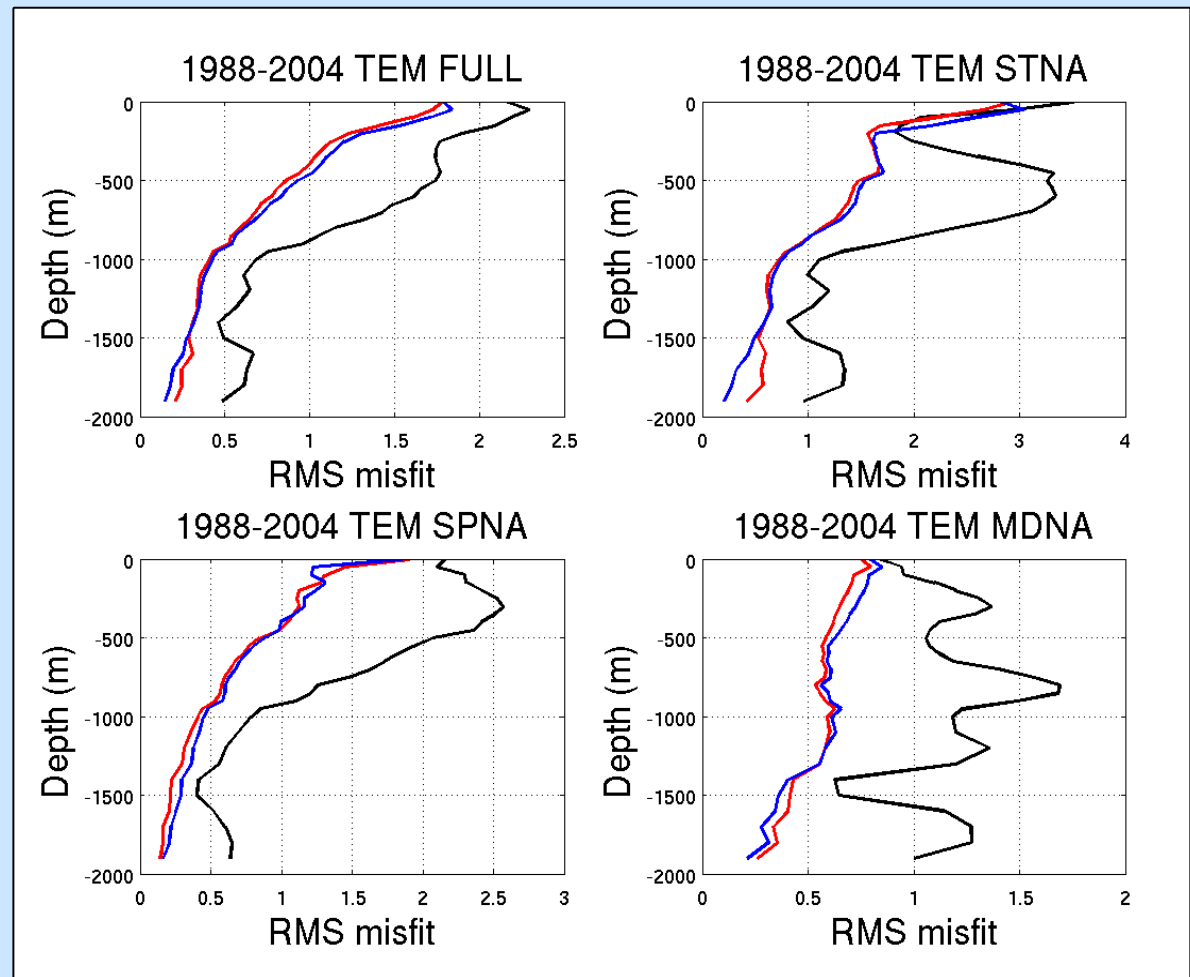 1988-2004 TEM FULL
0
-500
-1000
-1500
-2000
Depth (m)
0 0.5 1 1.5 2 2.5
RMS misfit
1988-2004 TEM STNA
0
-500
-1000
-1500
-2000
Depth (m)
0 1 2 3 4
RMS misfit
1988-2004 TEM SPNA
0
-500
-1000
-1500
-2000
Depth (m)
0 0.5 1 1.5 2 2.5 3
RMS misfit
1988-2004 TEM MDNA
0
-500
-1000
-1500
-2000
Depth (m)
0 0.5 1 1.5 2
RMS misfit